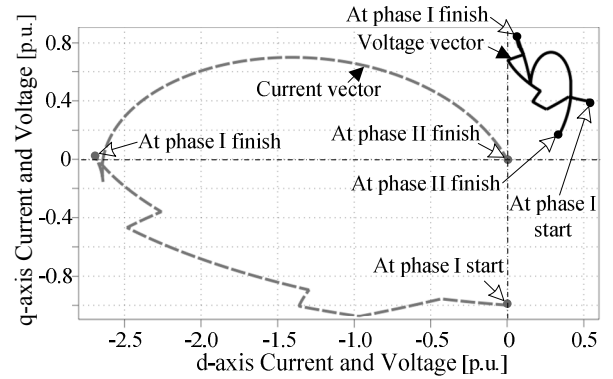 At phase I finish
Voltage vector
Current vector
At phase I finish
At phase II finish
At phase II finish
At phase I
start
At phase I start
q-axis Current and Voltage [p.u.]
0.8
0.4
0
-0.4
-0.8
-2.5
-2.0
-1.5
-1.0
-0.5
0
0.5
d-axis Current and Voltage [p.u.]